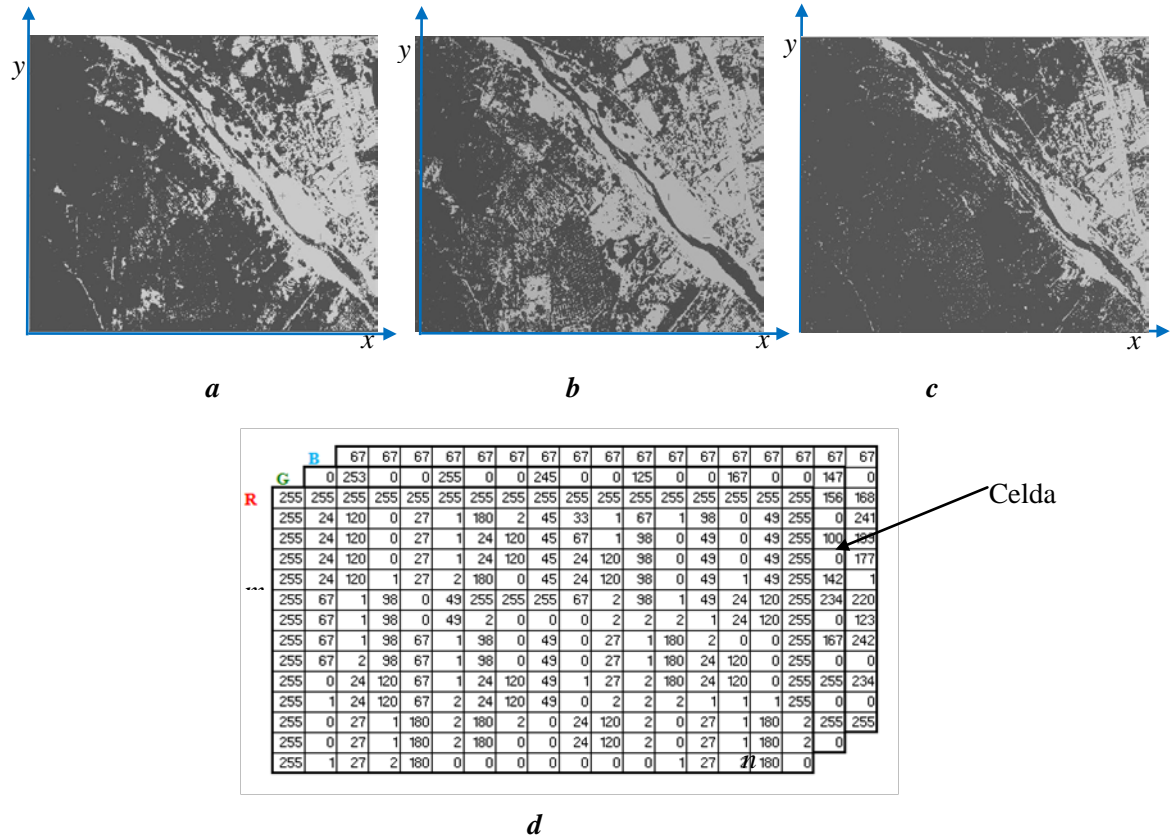 y
y
y
x
x
x
a
b
c
B 67 67 67 67 67 67 67 67 67 67 67 67 67 67 67 67 67
G 0 253 0 0 255 0 0 245 0 0 125 0 0 167 0 0 147 0
R 255 255 255 255 255 255 255 255 255 255 255 255 255 255 255 255 255 156 168
Celda
255 24 120 0 27 1 180 2 45 33 1 67 1 98 0 49 255 0 241
255 24 120 0 27 1 24 120 45 67 1 98 0 49 0 49 255 100
255 24 120 0 27 1 24 120 45 24 120 98 0 49 0 49 255 0 177
255 24 120 1 27 2 180 0 45 24 120 98 0 49 1 49 255 142 1
255 67 1 98 0 49 255 255 255 67 2 98 1 49 24 120 255 234 220
255 67 1 98 0 49 2 0 0 0 2 2 2 1 24 120 255 0 123
255 67 1 98 67 1 98 0 49 0 27 1 180 2 0 0 255 167 242
255 67 2 98 67 1 98 0 49 0 27 1 180 24 120 0 255 0 0
255 0 24 120 67 1 24 120 49 1 27 2 180 24 120 0 255 255 234
255 1 24 120 67 2 24 120 49 0 2 2 2 1 1 1 255 0 0
255 0 27 1 180 2 180 2 0 24 120 2 0 27 1 180 2 255 255
255 0 27 1 180 2 180 0 0 24 120 2 0 27 1 180 2 0
255 1 27 2 180 0 0 0 0 0 0 0 1 27 n 180 0
d